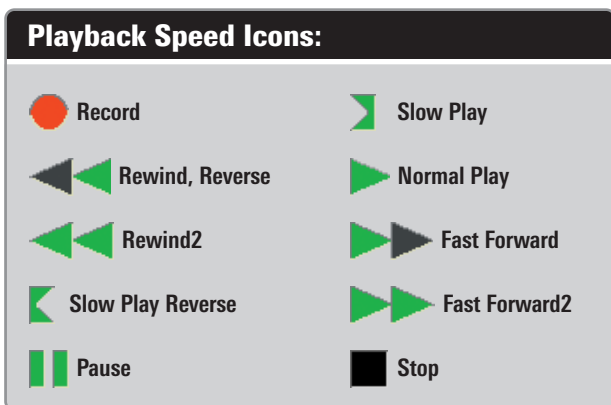 Playback Speed Icons:
Record
Rewind, Reverse
Rewind2
Slow Play Reverse
Pause
Slow Play
Normal Play
Fast Forward
Fast Forward2
Stop